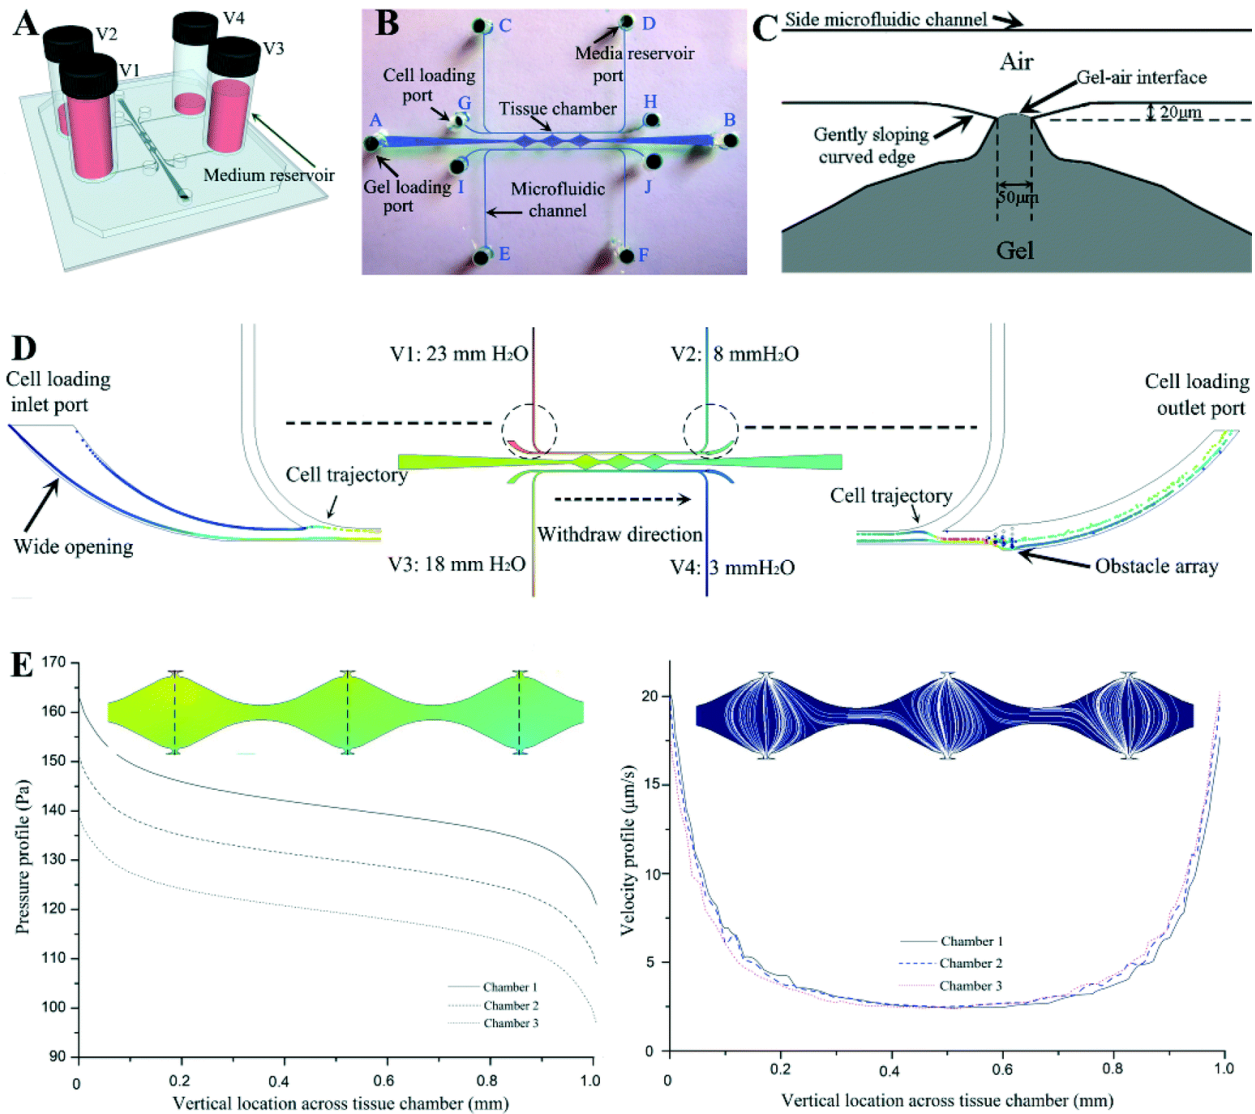 A
V4
V2
V3
V1
Medium reservoir
B
C
D
Media reservoir
port
Cell loading
port
G
Tissue chamber
H
A
B
Gel loading
port
I
J
Microfluidic
channel
E
F
C
Side microfluidic channel
Air
Gel-air interface
20μm
Gently sloping
curved edge
50μm
Gel
D
Cell loading
inlet port
Cell trajectory
Wide opening
V1: 23 mm H₂O
V2: 8 mmH₂O
Withdraw direction
V3: 18 mm H₂O
V4: 3 mmH₂O
Cell loading
outlet port
Cell trajectory
Obstacle array
E
170
160
150
140
130
120
110
100
90
Pressure profile (Pa)
Chamber 1
Chamber 2
Chamber 3
0
0.2
0.4
0.6
0.8
1.0
Vertical location across tissue chamber (mm)
20
15
10
5
0
Velocity profile (μm/s)
Chamber 1
Chamber 2
Chamber 3
0
0.2
0.4
0.6
0.8
1.0
Vertical location across tissue chamber (mm)